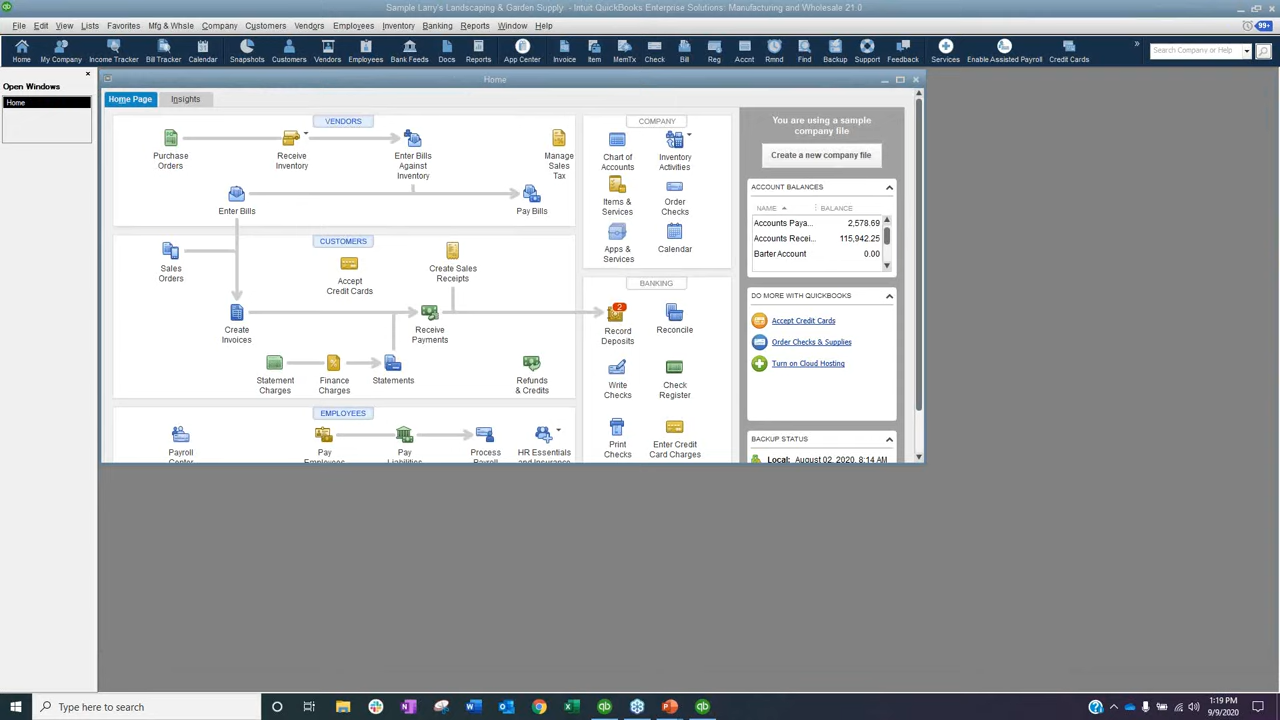 Sample Larry's Landscaping & Garden Supply - Intuit QuickBooks Enterprise Solutions: Manufacturing and Wholesale 21.0
File Edit View Lists Favorites Mfg & Whsle Company Customers Vendors Employees Inventory Banking Reports Window Help
99+
Home My Company Income Tracker Bill Tracker Calendar Snapshots Customers Vendors Employees Bank Feeds Docs Reports App Center Invoice Item MemTx Check Bill Reg Accnt Rmnd Find Backup Support Feedback Services Enable Assisted Payroll Credit Cards
»
Search Company or Help
Open Windows
Home
Home
Home Page Insights
VENDORS
Purchase
Orders
Receive
Inventory
Enter Bills
Against
Inventory
Manage
Sales
Tax
Enter Bills
Pay Bills
CUSTOMERS
Sales
Orders
Accept
Credit Cards
Create Sales
Receipts
Create
Invoices
Receive
Payments
Statement
Charges
Finance
Charges
Statements
Refunds
& Credits
EMPLOYEES
Payroll
Center
Pay
Employees
Pay
Liabilities
Process
Payroll
HR Essentials
and Insurance
COMPANY
Chart of
Accounts
Inventory
Activities
Items &
Services
Order
Checks
Apps &
Services
Calendar
BANKING
2
Record
Deposits
Reconcile
Write
Checks
Check
Register
Print
Checks
Enter Credit
Card Charges
You are using a sample
company file
Create a new company file
ACCOUNT BALANCES
NAME BALANCE
Accounts Paya... 2,578.69
Accounts Recei... 115,942.25
Barter Account 0.00
DO MORE WITH QUICKBOOKS
Accept Credit Cards
Order Checks & Supplies
Turn on Cloud Hosting
BACKUP STATUS
Local: August 02, 2020, 8:14 AM
Type here to search
1:19 PM
9/9/2020